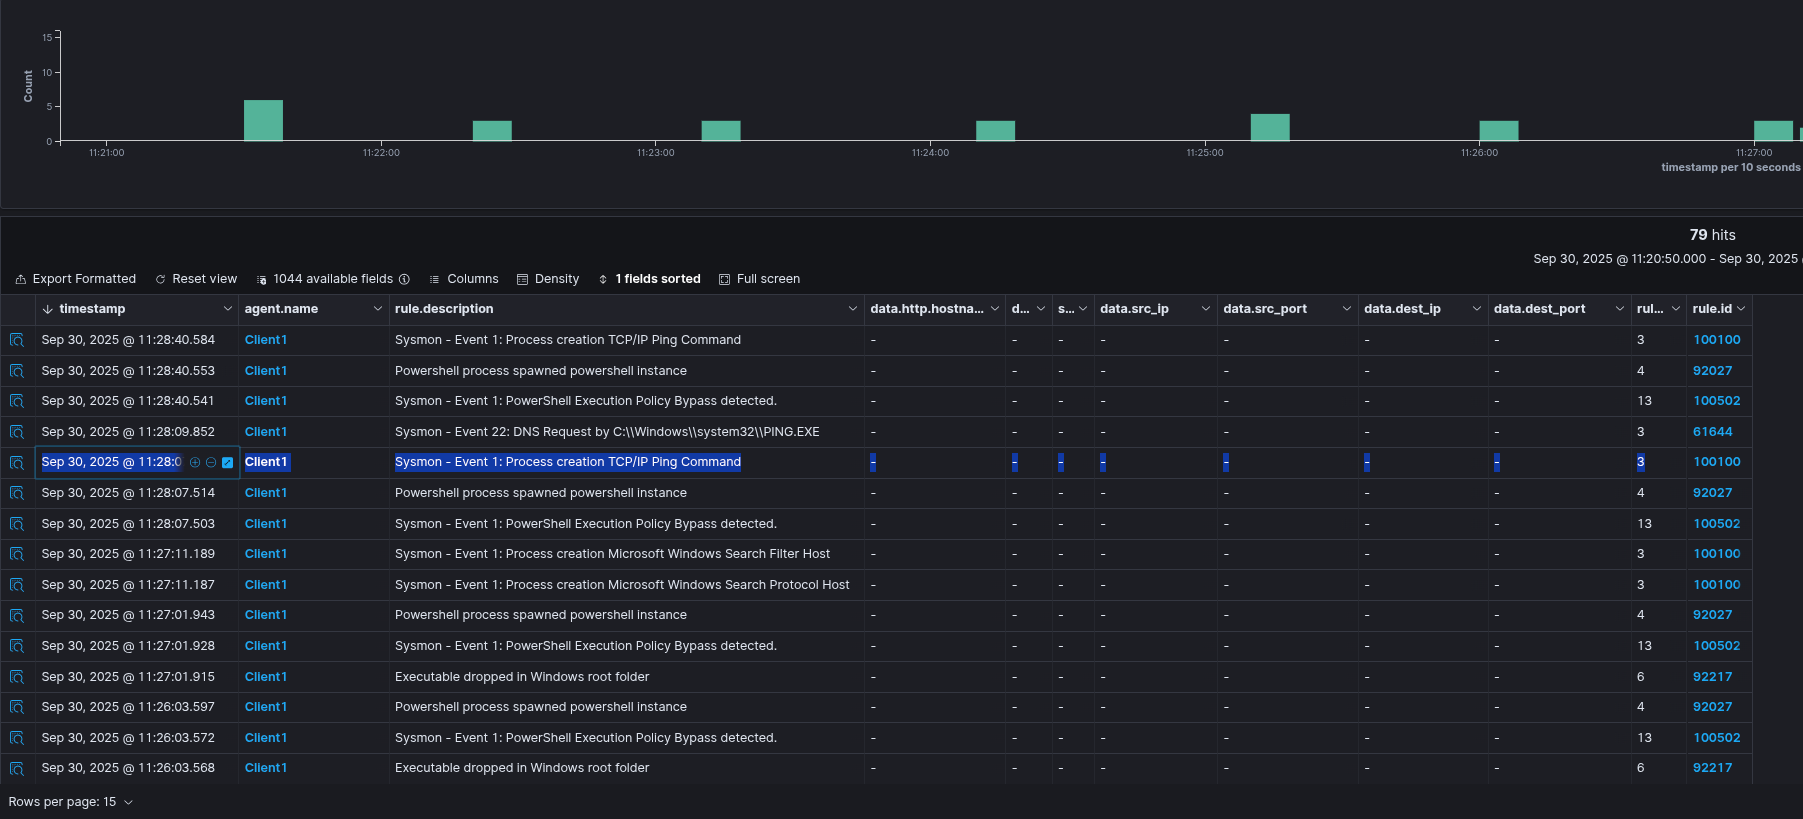 15
10
5
0
Count
11:21:00 11:22:00 11:23:00 11:24:00 11:25:00 11:26:00 11:27:00
timestamp per 10 seconds
79 hits
Sep 30, 2025 @ 11:20:50.000 - Sep 30, 2025
Export Formatted Reset view 1044 available fields Columns Density 1 fields sorted Full screen
timestamp agent.name rule.description data.http.hostna... d... s... data.src_ip data.src_port data.dest_ip data.dest_port rul... rule.id
Sep 30, 2025 @ 11:28:40.584 Client1 Sysmon - Event 1: Process creation TCP/IP Ping Command - - - - - - - 3 100100
Sep 30, 2025 @ 11:28:40.553 Client1 Powershell process spawned powershell instance - - - - - - - 4 92027
Sep 30, 2025 @ 11:28:40.541 Client1 Sysmon - Event 1: PowerShell Execution Policy Bypass detected. - - - - - - - 13 100502
Sep 30, 2025 @ 11:28:09.852 Client1 Sysmon - Event 22: DNS Request by C:\\Windows\\system32\\PING.EXE - - - - - - - 3 61644
Sep 30, 2025 @ 11:28:0 Client1 Sysmon - Event 1: Process creation TCP/IP Ping Command - - - - - - - 3 100100
Sep 30, 2025 @ 11:28:07.514 Client1 Powershell process spawned powershell instance - - - - - - - 4 92027
Sep 30, 2025 @ 11:28:07.503 Client1 Sysmon - Event 1: PowerShell Execution Policy Bypass detected. - - - - - - - 13 100502
Sep 30, 2025 @ 11:27:11.189 Client1 Sysmon - Event 1: Process creation Microsoft Windows Search Filter Host - - - - - - - 3 100100
Sep 30, 2025 @ 11:27:11.187 Client1 Sysmon - Event 1: Process creation Microsoft Windows Search Protocol Host - - - - - - - 3 100100
Sep 30, 2025 @ 11:27:01.943 Client1 Powershell process spawned powershell instance - - - - - - - 4 92027
Sep 30, 2025 @ 11:27:01.928 Client1 Sysmon - Event 1: PowerShell Execution Policy Bypass detected. - - - - - - - 13 100502
Sep 30, 2025 @ 11:27:01.915 Client1 Executable dropped in Windows root folder - - - - - - - 6 92217
Sep 30, 2025 @ 11:26:03.597 Client1 Powershell process spawned powershell instance - - - - - - - 4 92027
Sep 30, 2025 @ 11:26:03.572 Client1 Sysmon - Event 1: PowerShell Execution Policy Bypass detected. - - - - - - - 13 100502
Sep 30, 2025 @ 11:26:03.568 Client1 Executable dropped in Windows root folder - - - - - - - 6 92217
Rows per page: 15